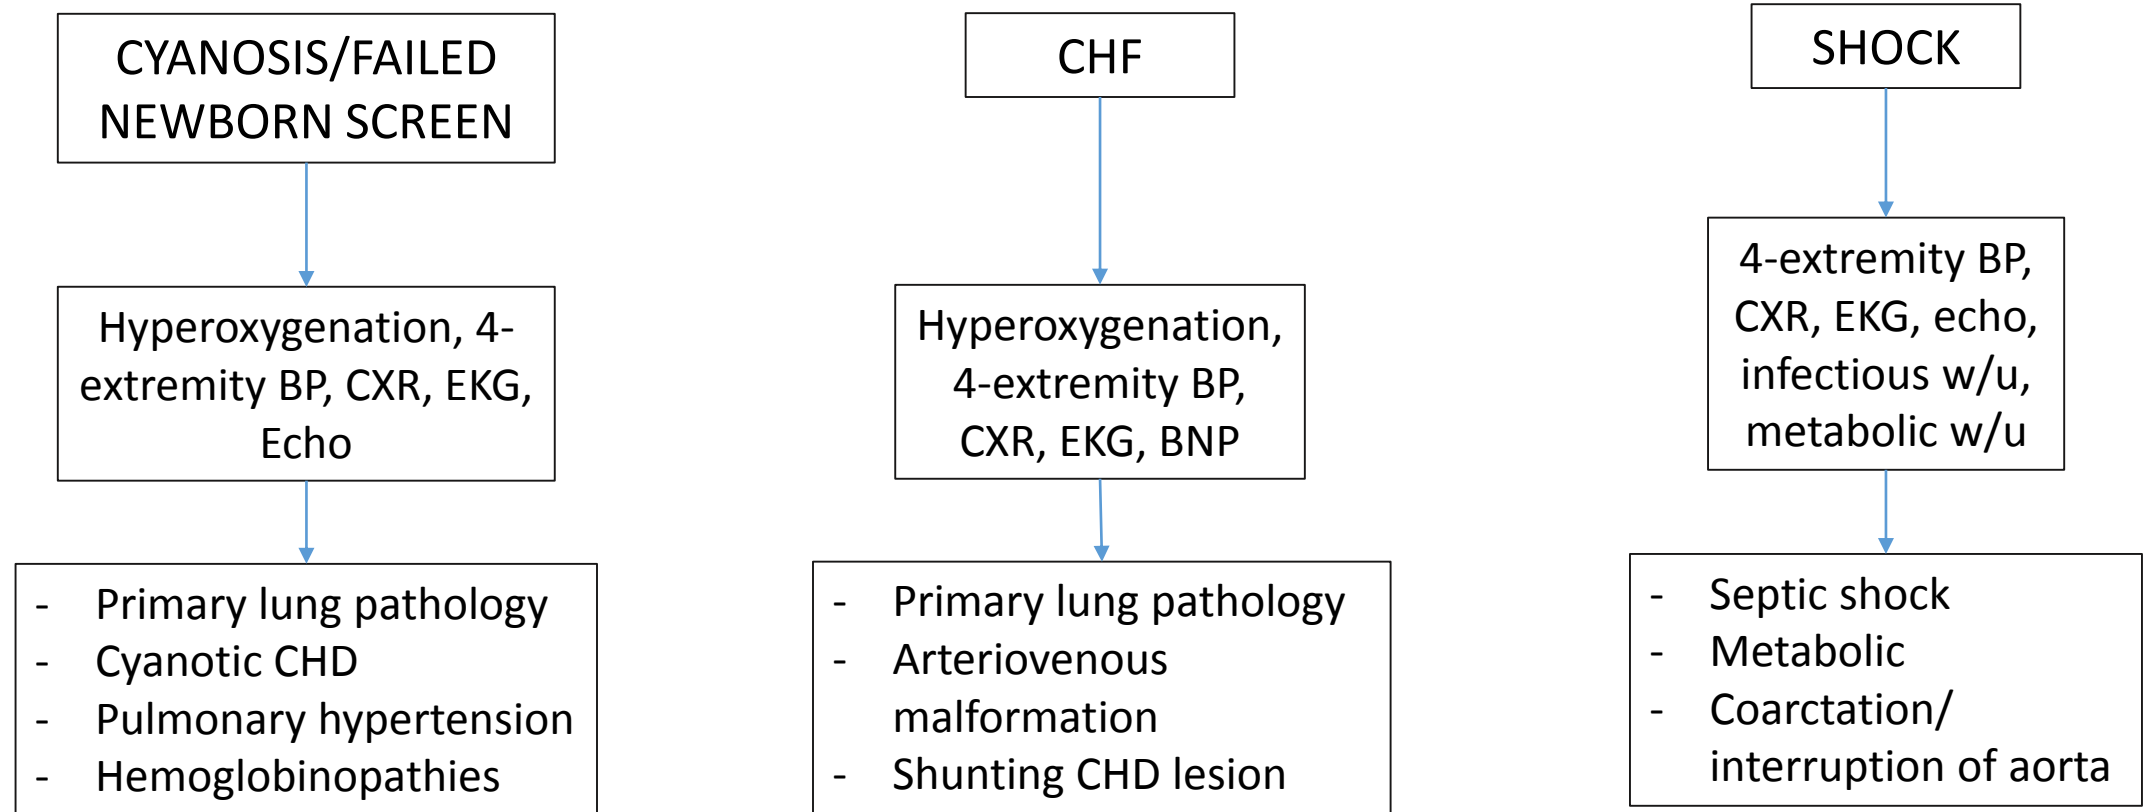 CYANOSIS/FAILED
NEWBORN SCREEN
Hyperoxygenation, 4-
extremity BP, CXR, EKG,
Echo
- Primary lung pathology
- Cyanotic CHD
- Pulmonary hypertension
- Hemoglobinopathies
CHF
Hyperoxygenation,
4-extremity BP,
CXR, EKG, BNP
- Primary lung pathology
- Arteriovenous
malformation
- Shunting CHD lesion
SHOCK
4-extremity BP,
CXR, EKG, echo,
infectious w/u,
metabolic w/u
- Septic shock
- Metabolic
- Coarctation/
interruption of aorta